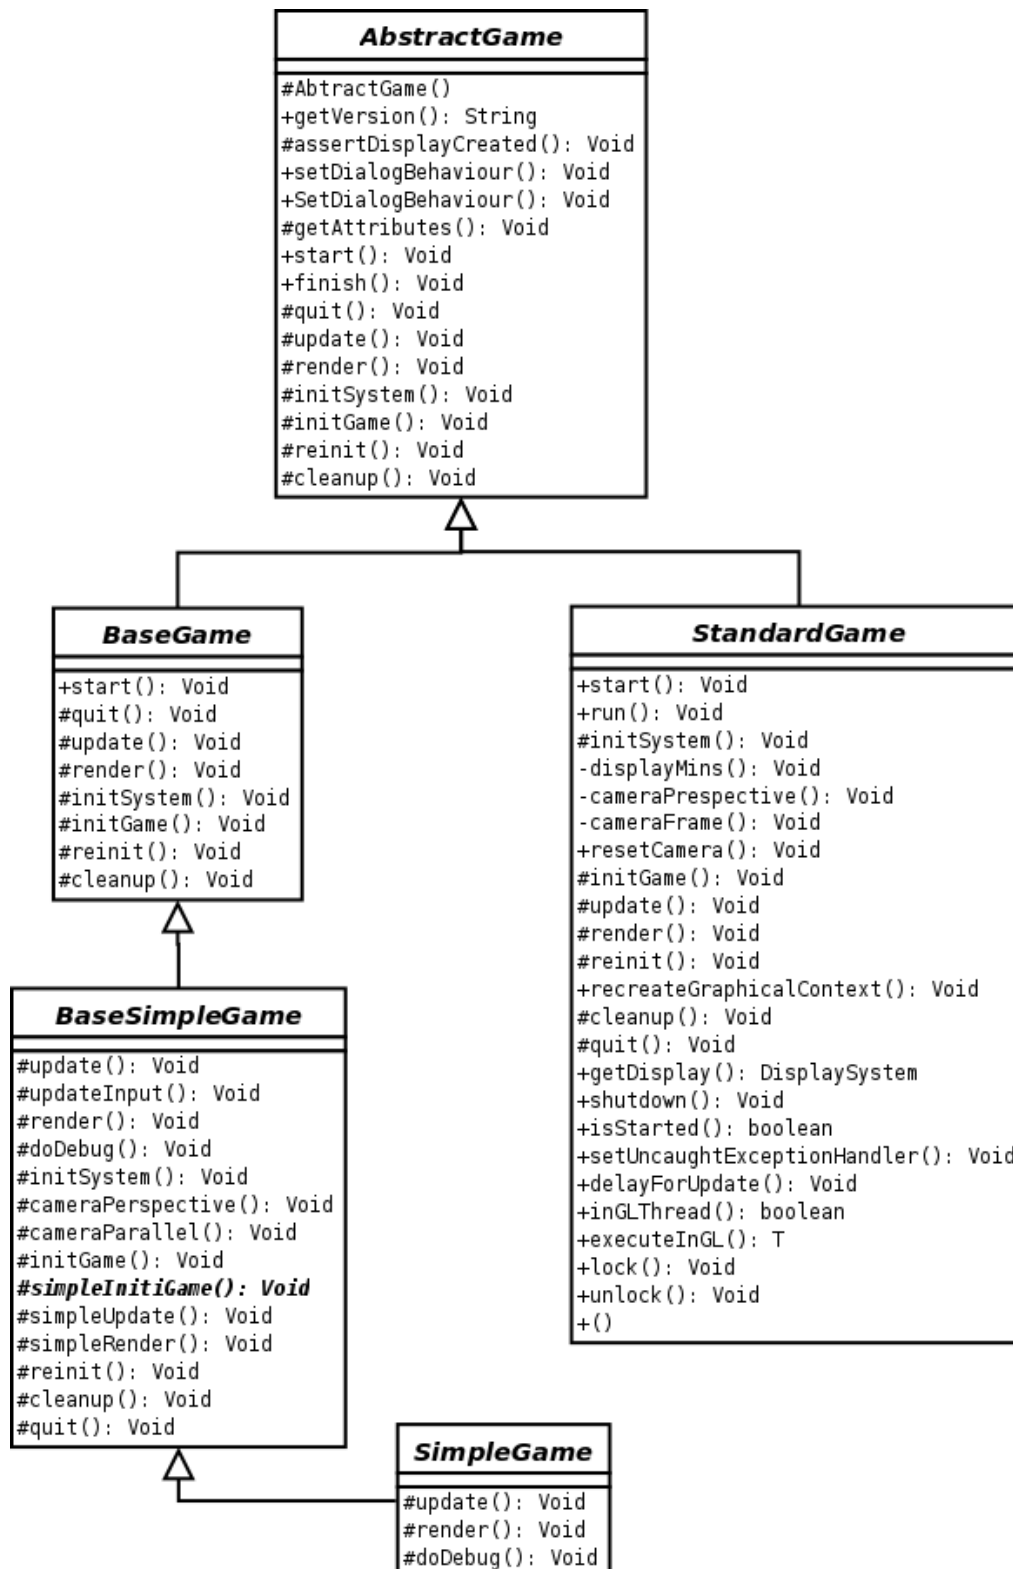 AbstractGame
#AbtractGame()
+getVersion(): String
#assertDisplayCreated(): Void
+setDialogBehaviour(): Void
+SetDialogBehaviour(): Void
#getAttributes(): Void
+start(): Void
+finish(): Void
#quit(): Void
#update(): Void
#render(): Void
#initSystem(): Void
#initGame(): Void
#reinit(): Void
#cleanup(): Void
BaseGame
+start(): Void
#quit(): Void
#update(): Void
#render(): Void
#initSystem(): Void
#initGame(): Void
#reinit(): Void
#cleanup(): Void
StandardGame
+start(): Void
+run(): Void
#initSystem(): Void
-displayMins(): Void
-cameraPrespective(): Void
-cameraFrame(): Void
+resetCamera(): Void
#initGame(): Void
#update(): Void
#render(): Void
#reinit(): Void
+recreateGraphicalContext(): Void
#cleanup(): Void
#quit(): Void
+getDisplay(): DisplaySystem
+shutdown(): Void
+isStarted(): boolean
+setUncaughtExceptionHandler(): Void
+delayForUpdate(): Void
+inGLThread(): boolean
+executeInGL(): T
+lock(): Void
+unlock(): Void
+()
BaseSimpleGame
#update(): Void
#updateInput(): Void
#render(): Void
#doDebug(): Void
#initSystem(): Void
#cameraPerspective(): Void
#cameraParallel(): Void
#initGame(): Void
#simpleInitiGame(): Void
#simpleUpdate(): Void
#simpleRender(): Void
#reinit(): Void
#cleanup(): Void
#quit(): Void
SimpleGame
#update(): Void
#render(): Void
#doDebug(): Void